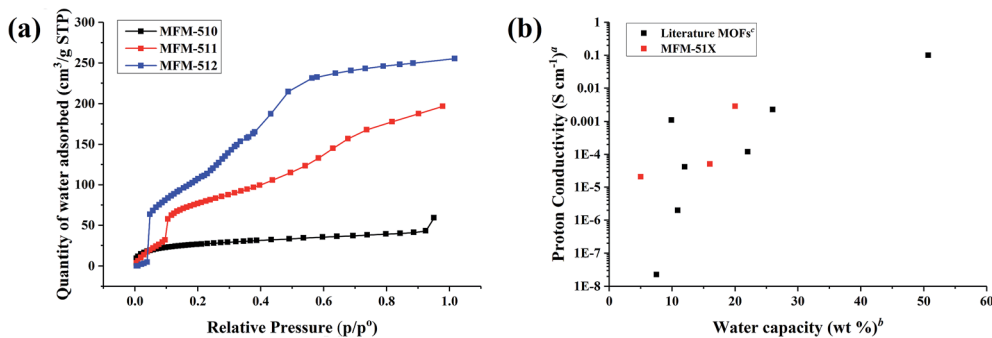 (a)
Quantity of water adsorbed (cm³/g STP)
300
250
200
150
100
50
0
MFM-510
MFM-511
MFM-512
0.0 0.2 0.4 0.6 0.8 1.0
Relative Pressure (p/pº)
(b)
Proton Conductivity (S cm⁻¹)ᵃ
1
0.1
0.001
1E-4
1E-5
1E-6
1E-7
1E-8
Literature MOFsᶜ
MFM-51X
0 10 20 30 40 50 60
Water capacity (wt %)ᵇ